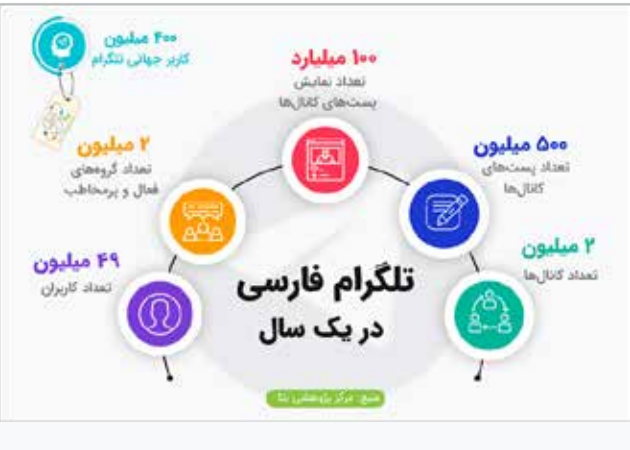 ۴۰۰ میلیون
کاربر جهانی تلگرام
۱۰۰ میلیارد
تعداد نمایش
پست‌های کانال‌ها
۵۰۰ میلیون
تعداد پست‌های
کانال‌ها
۲ میلیون
تعداد گروه‌های
فعال و پرمخاطب
۲ میلیون
تعداد کانال‌ها
۴۹ میلیون
تعداد کاربران
تلگرام فارسی
در یک سال
منبع: مرکز پژوهشی بتا